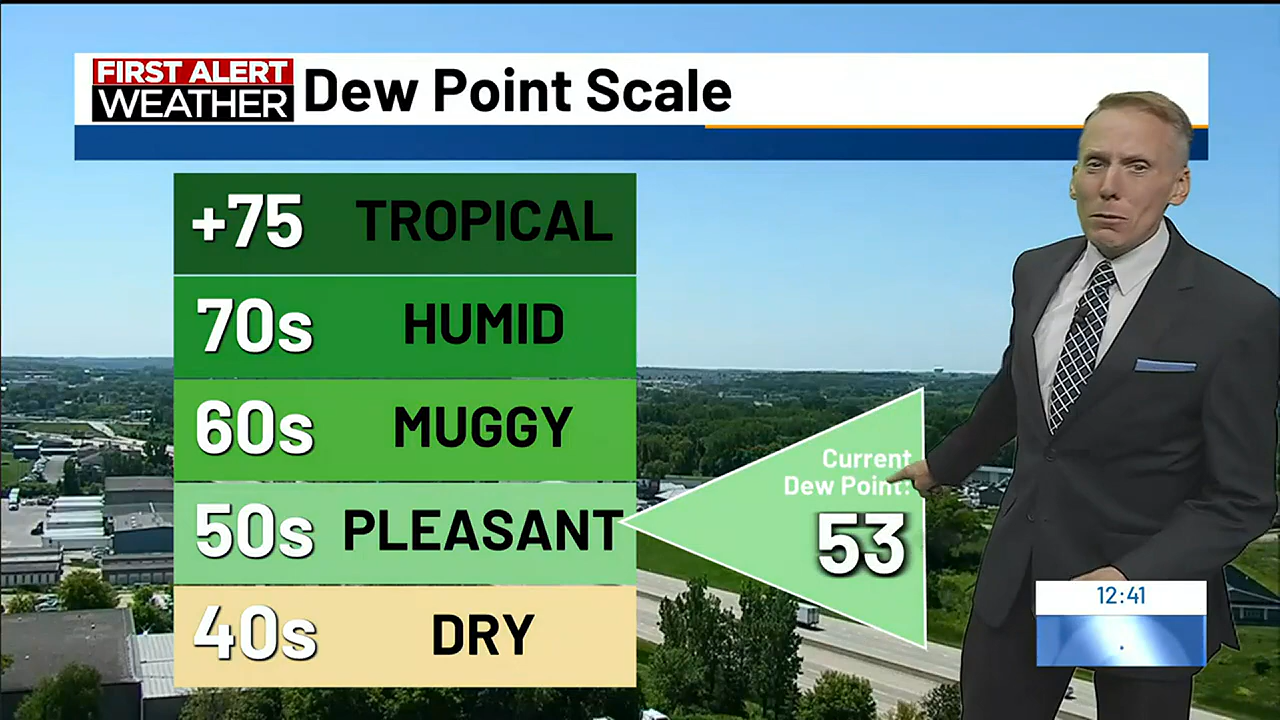 FIRST ALERT
WEATHER
Dew Point Scale
+75 TROPICAL
70s HUMID
60s MUGGY
50s PLEASANT
40s DRY
Current
Dew Point:
53
12:41